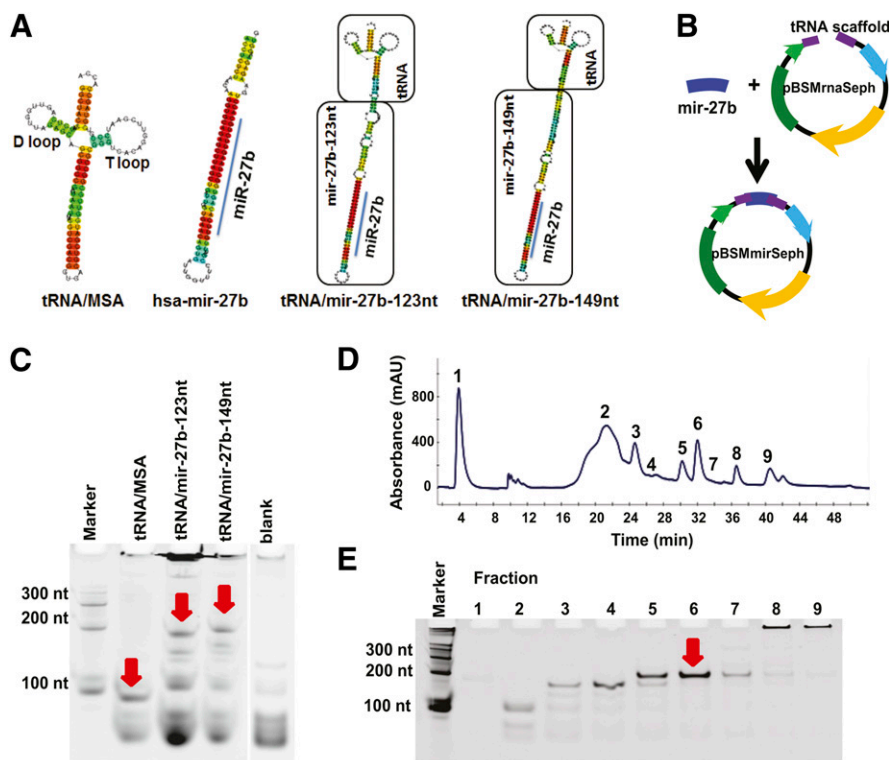 A
D loop
T loop
tRNA/MSA
miR-27b
hsa-mir-27b
tRNA
mir-27b-123nt
miR-27b
tRNA/mir-27b-123nt
tRNA
mir-27b-149nt
miR-27b
tRNA/mir-27b-149nt
B
tRNA scaffold
mir-27b
+
pBSMrnaSeph
pBSMmirSeph
C
Marker
tRNA/MSA
tRNA/mir-27b-123nt
tRNA/mir-27b-149nt
blank
300 nt
200 nt
100 nt
D
Absorbance (mAU)
800
400
0
1
2
3
4
5
6
7
8
9
4 8 12 16 20 24 28 32 36 40 44 48
Time (min)
E
Marker
Fraction
1 2 3 4 5 6 7 8 9
300 nt
200 nt
100 nt